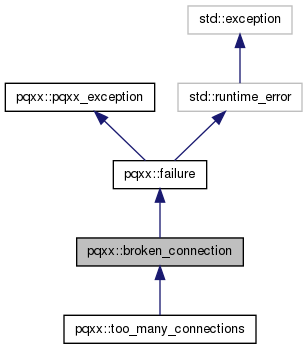 std::exception
pqxx::pqxx_exception
std::runtime_error
pqxx::failure
pqxx::broken_connection
pqxx::too_many_connections